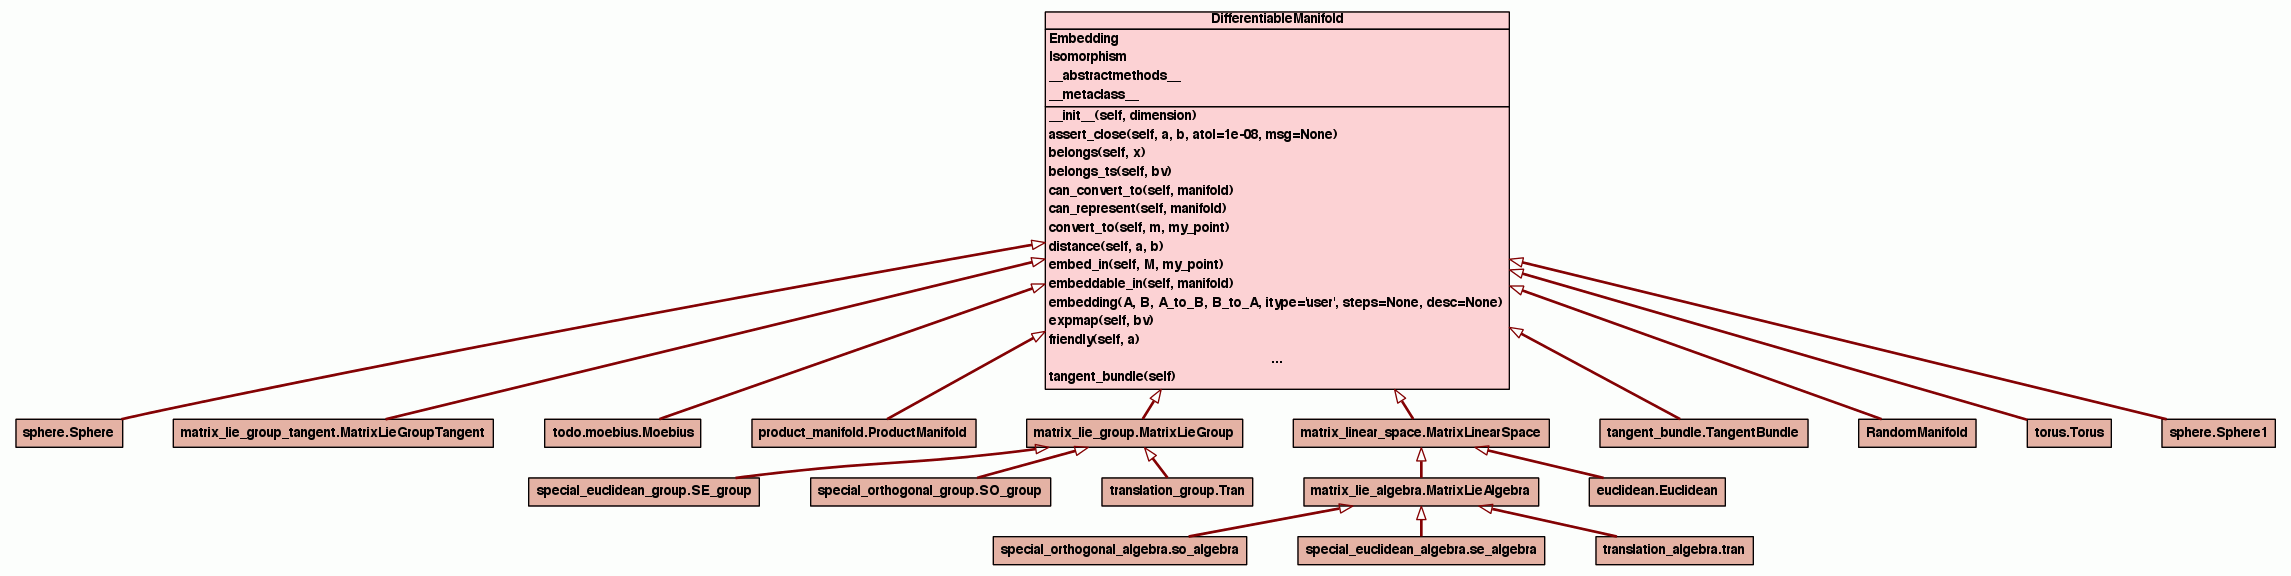 DifferentiableManifold
Embedding
Isomorphism
__abstractmethods__
__metaclass__
__init__(self, dimension)
assert_close(self, a, b, atol=1e-08, msg=None)
belongs(self, x)
belongs_ts(self, bv)
can_convert_to(self, manifold)
can_represent(self, manifold)
convert_to(self, m, my_point)
distance(self, a, b)
embed_in(self, M, my_point)
embeddable_in(self, manifold)
embedding(A, B, A_to_B, B_to_A, itype='user', steps=None, desc=None)
expmap(self, bv)
friendly(self, a)
...
tangent_bundle(self)
sphere.Sphere
matrix_lie_group_tangent.MatrixLieGroupTangent
todo.moebius.Moebius
product_manifold.ProductManifold
matrix_lie_group.MatrixLieGroup
matrix_linear_space.MatrixLinearSpace
tangent_bundle.TangentBundle
RandomManifold
torus.Torus
sphere.Sphere1
special_euclidean_group.SE_group
special_orthogonal_group.SO_group
translation_group.Tran
matrix_lie_algebra.MatrixLieAlgebra
euclidean.Euclidean
special_orthogonal_algebra.so_algebra
special_euclidean_algebra.se_algebra
translation_algebra.tran